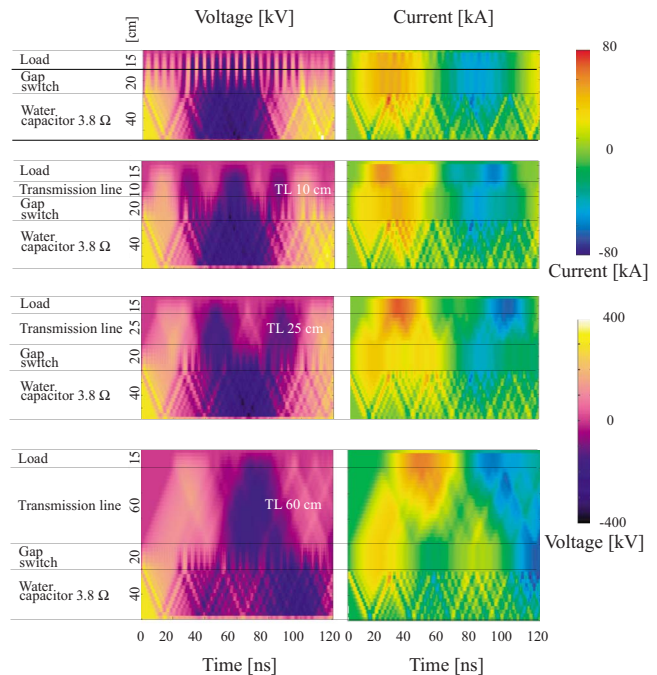 Voltage [kV] Current [kA]
[cm]
Load 15
Gap switch 20
Water capacitor 3.8 Ω 40
80
0
-80
Current [kA]
Load 15
Transmission line 10
TL 10 cm
Gap switch 20
Water capacitor 3.8 Ω 40
Load 15
Transmission line 25
TL 25 cm
Gap switch 20
Water capacitor 3.8 Ω 40
400
0
-400
Voltage [kV]
Load 15
Transmission line 60
TL 60 cm
Gap switch 20
Water capacitor 3.8 Ω 40
0 20 40 60 80 100 120 0 20 40 60 80 100 120
Time [ns] Time [ns]